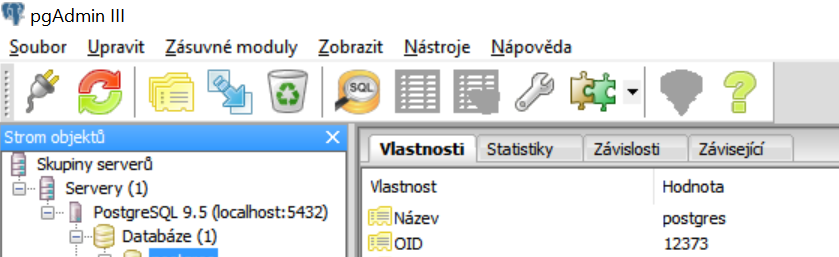 pgAdmin III
Soubor Upravit Zásuvné moduly Zobrazit Nástroje Nápověda
SQL
Strom objektů
Skupiny serverů
Servery (1)
PostgreSQL 9.5 (localhost:5432)
Databáze (1)
Vlastnosti Statistiky Závislosti Závisející
Vlastnost Hodnota
Název postgres
OID 12373